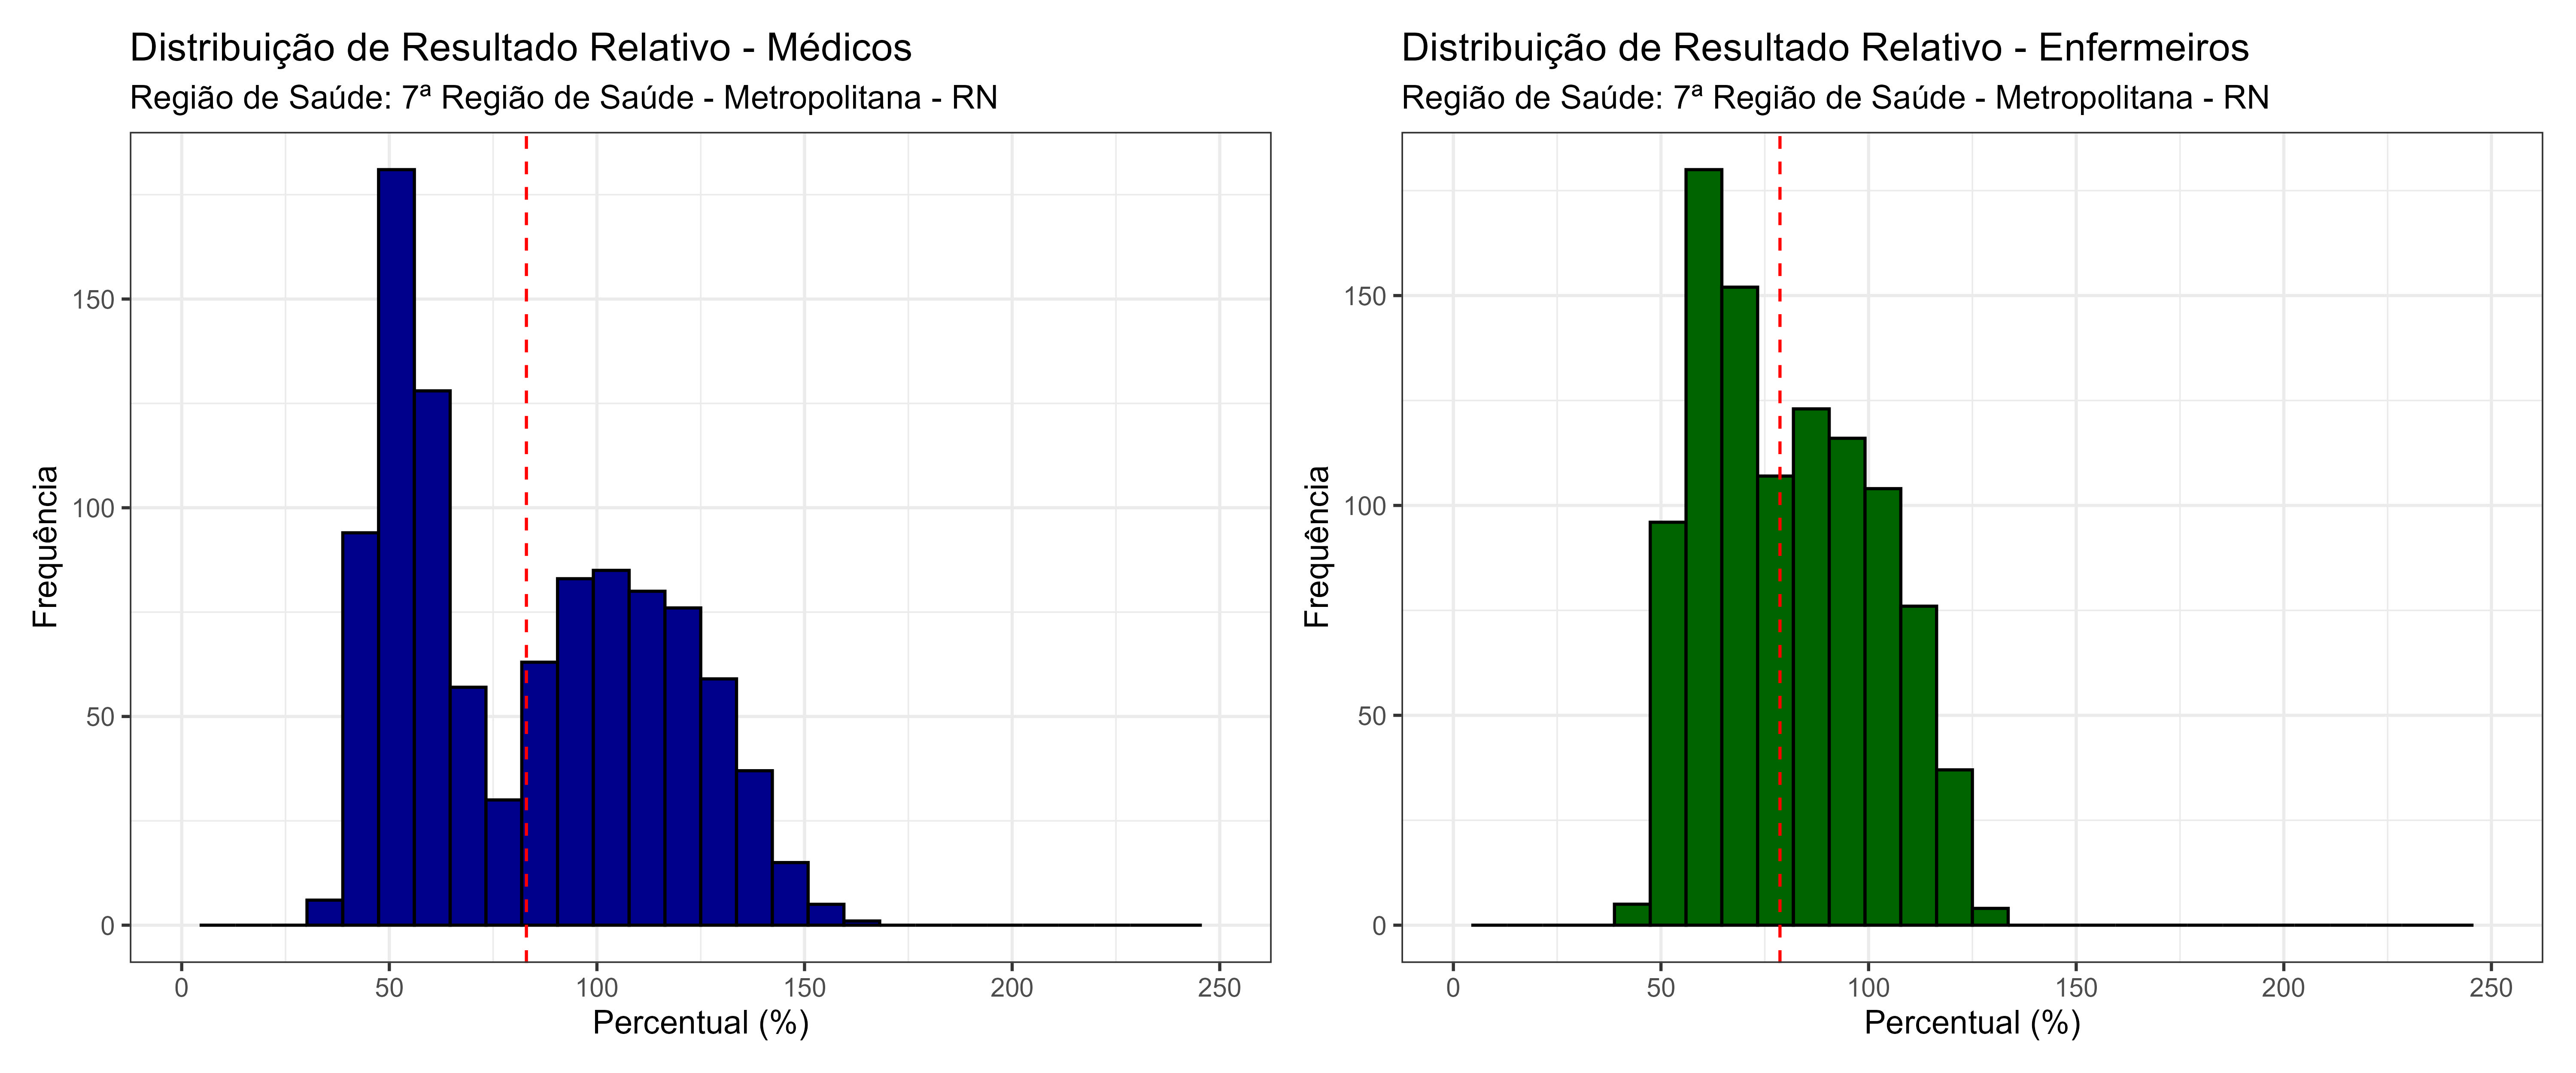 Distribuição de Resultado Relativo - Médicos
Região de Saúde: 7ª Região de Saúde - Metropolitana - RN
Frequência
150
100
50
0
0 50 100 150 200 250
Percentual (%)
Distribuição de Resultado Relativo - Enfermeiros
Região de Saúde: 7ª Região de Saúde - Metropolitana - RN
Frequência
150
100
50
0
0 50 100 150 200 250
Percentual (%)